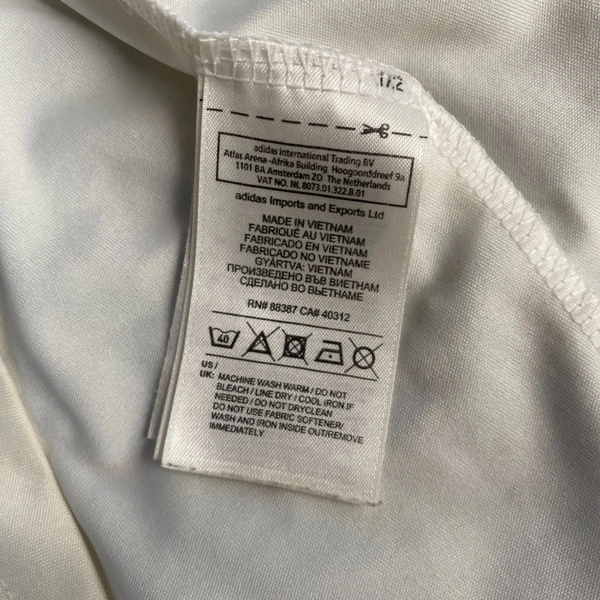 17.2
adidas International Trading BV
Atlas Arena -Afrika Building Hoogoorddreef 9a
1101 BA Amsterdam ZO The Netherlands
VAT NO. NL 8073.01.322.B.01
adidas Imports and Exports Ltd
MADE IN VIETNAM
FABRIQUÉ AU VIETNAM
FABRICADO EN VIETNAM
FABRICADO NO VIETNAME
GYÁRTVA: VIETNÁM
ПРОИЗВЕДЕНО ВЪВ ВИЕТНАМ
СДЕЛАНО ВО ВЬЕТНАМЕ
RN# 88387 CA# 40312
40
US /
UK: MACHINE WASH WARM / DO NOT
BLEACH / LINE DRY / COOL IRON IF
NEEDED / DO NOT DRYCLEAN
DO NOT USE FABRIC SOFTENER/
WASH AND IRON INSIDE OUT/REMOVE
IMMEDIATELY